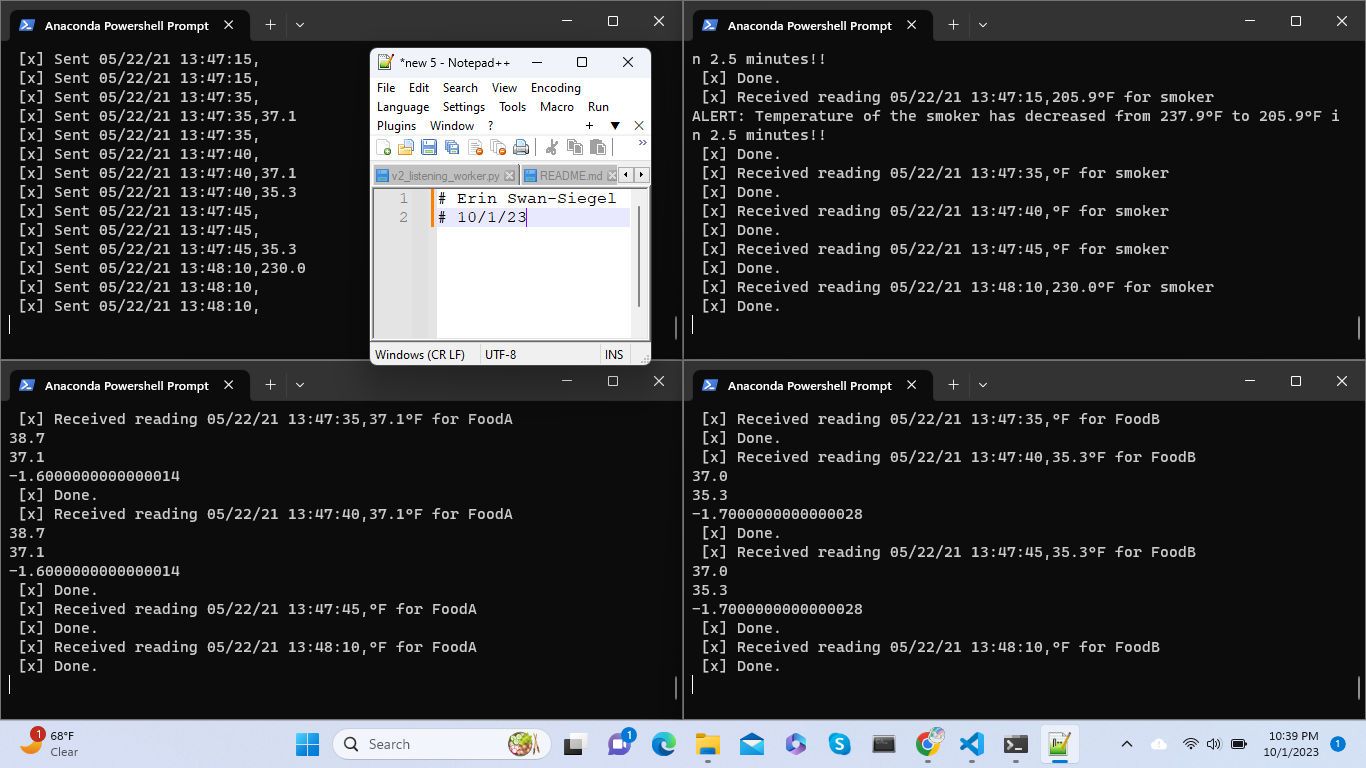 Anaconda Powershell Prompt
[x] Sent 05/22/21 13:47:15,
[x] Sent 05/22/21 13:47:15,
[x] Sent 05/22/21 13:47:35,
[x] Sent 05/22/21 13:47:35,37.1
[x] Sent 05/22/21 13:47:35,
[x] Sent 05/22/21 13:47:40,
[x] Sent 05/22/21 13:47:40,37.1
[x] Sent 05/22/21 13:47:40,35.3
[x] Sent 05/22/21 13:47:45,
[x] Sent 05/22/21 13:47:45,
[x] Sent 05/22/21 13:47:45,35.3
[x] Sent 05/22/21 13:48:10,230.0
[x] Sent 05/22/21 13:48:10,
[x] Sent 05/22/21 13:48:10,
*new 5 - Notepad++
File Edit Search View Encoding
Language Settings Tools Macro Run
Plugins Window ?
v2_listening_worker.py README.md
1 # Erin Swan-Siegel
2 # 10/1/23
Windows (CR LF) UTF-8 INS
Anaconda Powershell Prompt
n 2.5 minutes!!
[x] Done.
[x] Received reading 05/22/21 13:47:15,205.9°F for smoker
ALERT: Temperature of the smoker has decreased from 237.9°F to 205.9°F i
n 2.5 minutes!!
[x] Done.
[x] Received reading 05/22/21 13:47:35,°F for smoker
[x] Done.
[x] Received reading 05/22/21 13:47:40,°F for smoker
[x] Done.
[x] Received reading 05/22/21 13:47:45,°F for smoker
[x] Done.
[x] Received reading 05/22/21 13:48:10,230.0°F for smoker
[x] Done.
Anaconda Powershell Prompt
[x] Received reading 05/22/21 13:47:35,37.1°F for FoodA
38.7
37.1
-1.6000000000000014
[x] Done.
[x] Received reading 05/22/21 13:47:40,37.1°F for FoodA
38.7
37.1
-1.6000000000000014
[x] Done.
[x] Received reading 05/22/21 13:47:45,°F for FoodA
[x] Done.
[x] Received reading 05/22/21 13:48:10,°F for FoodA
[x] Done.
Anaconda Powershell Prompt
[x] Received reading 05/22/21 13:47:35,°F for FoodB
[x] Done.
[x] Received reading 05/22/21 13:47:40,35.3°F for FoodB
37.0
35.3
-1.7000000000000028
[x] Done.
[x] Received reading 05/22/21 13:47:45,35.3°F for FoodB
37.0
35.3
-1.7000000000000028
[x] Done.
[x] Received reading 05/22/21 13:48:10,°F for FoodB
[x] Done.
1
68°F
Clear
Search
1
10:39 PM
10/1/2023
1